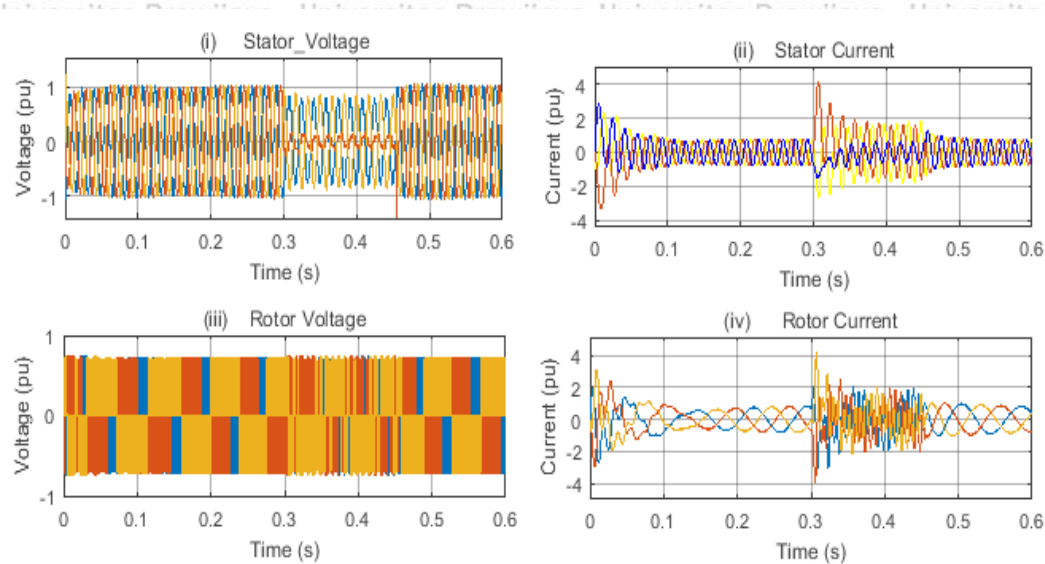 (i) Stator_Voltage
Voltage (pu)
1
0
-1
0 0.1 0.2 0.3 0.4 0.5 0.6
Time (s)
(ii) Stator Current
Current (pu)
4
2
0
-2
-4
0 0.1 0.2 0.3 0.4 0.5 0.6
Time (s)
(iii) Rotor Voltage
Voltage (pu)
1
0
-1
0 0.1 0.2 0.3 0.4 0.5 0.6
Time (s)
(iv) Rotor Current
Current (pu)
4
2
0
-2
-4
0 0.1 0.2 0.3 0.4 0.5 0.6
Time (s)